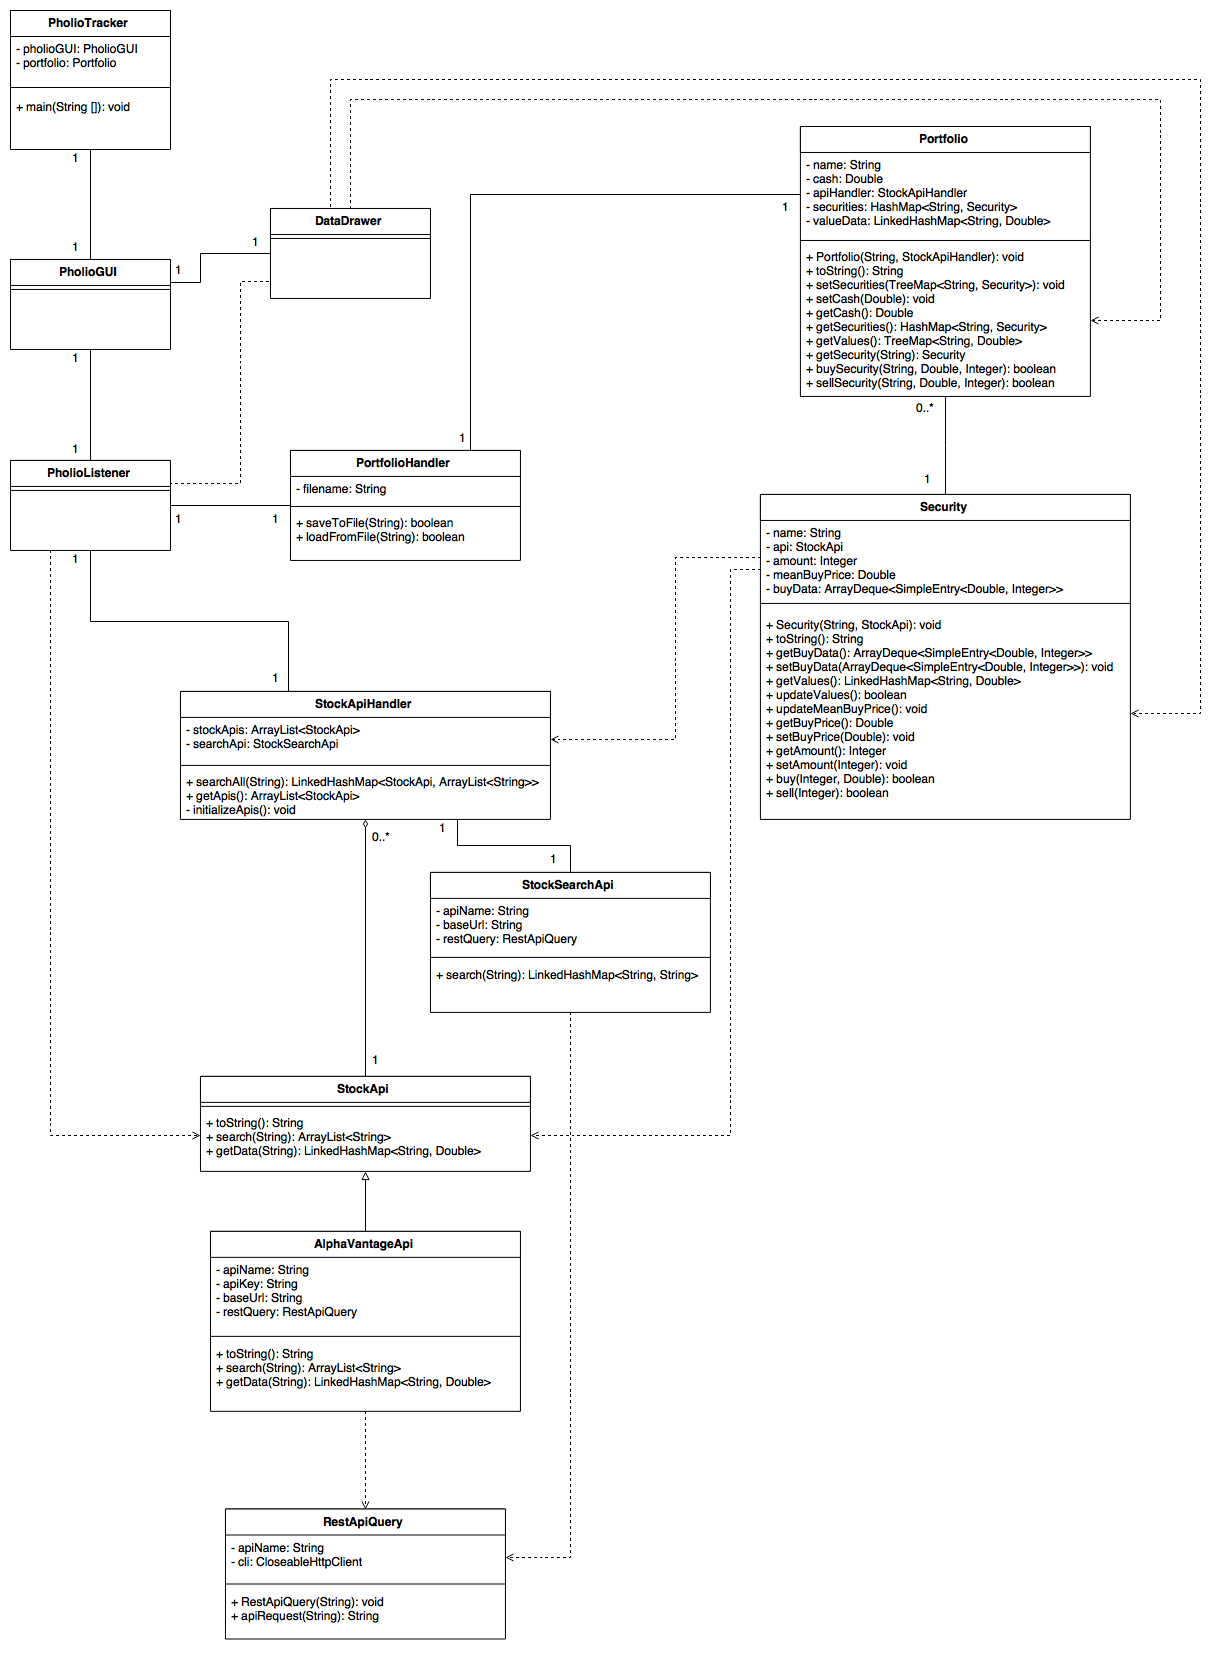 PholioTracker
- pholioGUI: PholioGUI
- portfolio: Portfolio
+ main(String []): void
1
1
PholioGUI
1
1
DataDrawer
1
1
PholioListener
1
1
1
PortfolioHandler
- filename: String
+ saveToFile(String): boolean
+ loadFromFile(String): boolean
1
1
Portfolio
- name: String
- cash: Double
- apiHandler: StockApiHandler
- securities: HashMap<String, Security>
- valueData: LinkedHashMap<String, Double>
+ Portfolio(String, StockApiHandler): void
+ toString(): String
+ setSecurities(TreeMap<String, Security>): void
+ setCash(Double): void
+ getCash(): Double
+ getSecurities(): HashMap<String, Security>
+ getValues(): TreeMap<String, Double>
+ getSecurity(String): Security
+ buySecurity(String, Double, Integer): boolean
+ sellSecurity(String, Double, Integer): boolean
0..*
1
Security
- name: String
- api: StockApi
- amount: Integer
- meanBuyPrice: Double
- buyData: ArrayDeque<SimpleEntry<Double, Integer>>
+ Security(String, StockApi): void
+ toString(): String
+ getBuyData(): ArrayDeque<SimpleEntry<Double, Integer>>
+ setBuyData(ArrayDeque<SimpleEntry<Double, Integer>>): void
+ getValues(): LinkedHashMap<String, Double>
+ updateValues(): boolean
+ updateMeanBuyPrice(): void
+ getBuyPrice(): Double
+ setBuyPrice(Double): void
+ getAmount(): Integer
+ setAmount(Integer): void
+ buy(Integer, Double): boolean
+ sell(Integer): boolean
1
StockApiHandler
- stockApis: ArrayList<StockApi>
- searchApi: StockSearchApi
+ searchAll(String): LinkedHashMap<StockApi, ArrayList<String>>
+ getApis(): ArrayList<StockApi>
- initializeApis(): void
0..*
1
1
StockSearchApi
- apiName: String
- baseUrl: String
- restQuery: RestApiQuery
+ search(String): LinkedHashMap<String, String>
1
StockApi
+ toString(): String
+ search(String): ArrayList<String>
+ getData(String): LinkedHashMap<String, Double>
AlphaVantageApi
- apiName: String
- apiKey: String
- baseUrl: String
- restQuery: RestApiQuery
+ toString(): String
+ search(String): ArrayList<String>
+ getData(String): LinkedHashMap<String, Double>
RestApiQuery
- apiName: String
- cli: CloseableHttpClient
+ RestApiQuery(String): void
+ apiRequest(String): String